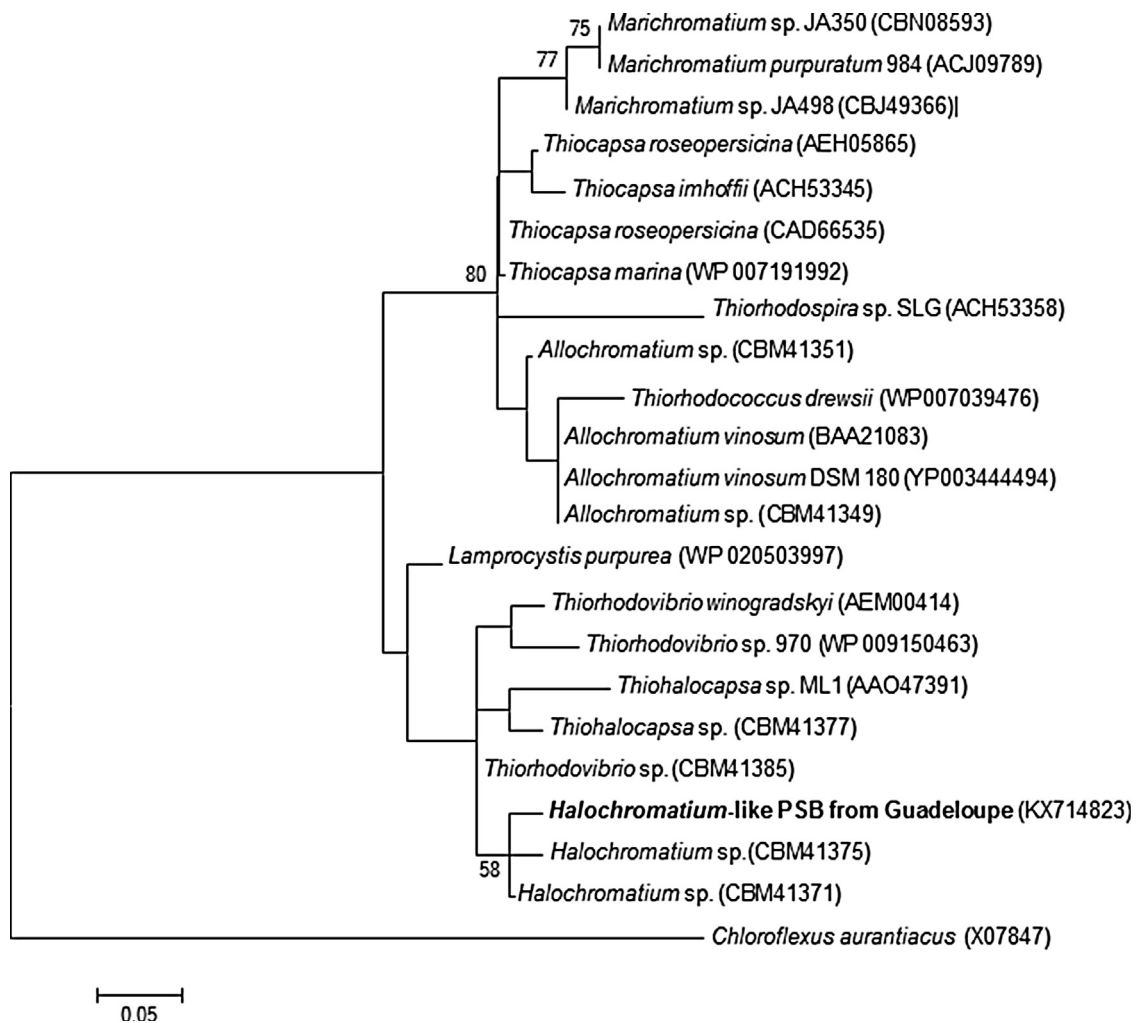 75
Marichromatium sp. JA350 (CBN08593)
77
Marichromatium purpuratum 984 (ACJ09789)
Marichromatium sp. JA498 (CBJ49366)|
Thiocapsa roseopersicina (AEH05865)
Thiocapsa imhoffii (ACH53345)
Thiocapsa roseopersicina (CAD66535)
80
Thiocapsa marina (WP 007191992)
Thiorhodospira sp. SLG (ACH53358)
Allochromatium sp. (CBM41351)
Thiorhodococcus drewsii (WP007039476)
Allochromatium vinosum (BAA21083)
Allochromatium vinosum DSM 180 (YP003444494)
Allochromatium sp. (CBM41349)
Lamprocystis purpurea (WP 020503997)
Thiorhodovibrio winogradskyi (AEM00414)
Thiorhodovibrio sp. 970 (WP 009150463)
Thiohalocapsa sp. ML1 (AAO47391)
Thiohalocapsa sp. (CBM41377)
Thiorhodovibrio sp. (CBM41385)
Halochromatium-like PSB from Guadeloupe (KX714823)
Halochromatium sp.(CBM41375)
58
Halochromatium sp. (CBM41371)
Chloroflexus aurantiacus (X07847)
0.05